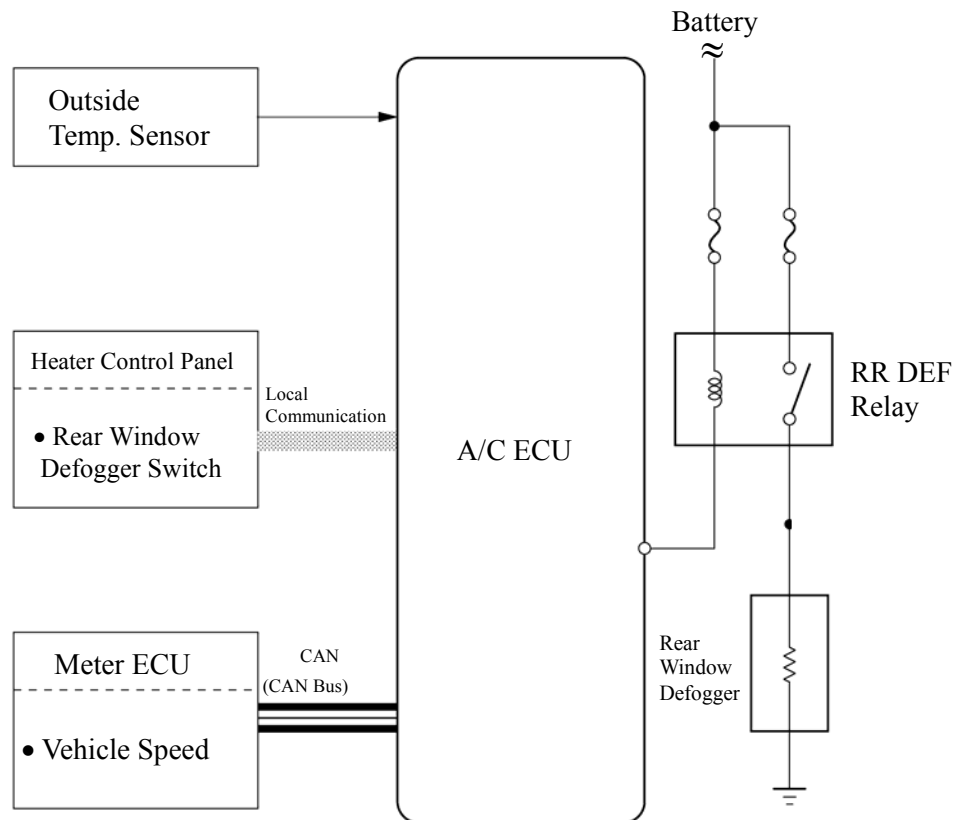 Battery
Outside
Temp. Sensor
Heater Control Panel
• Rear Window
Defogger Switch
Local
Communication
A/C ECU
RR DEF
Relay
Meter ECU
• Vehicle Speed
CAN
(CAN Bus)
Rear
Window
Defogger